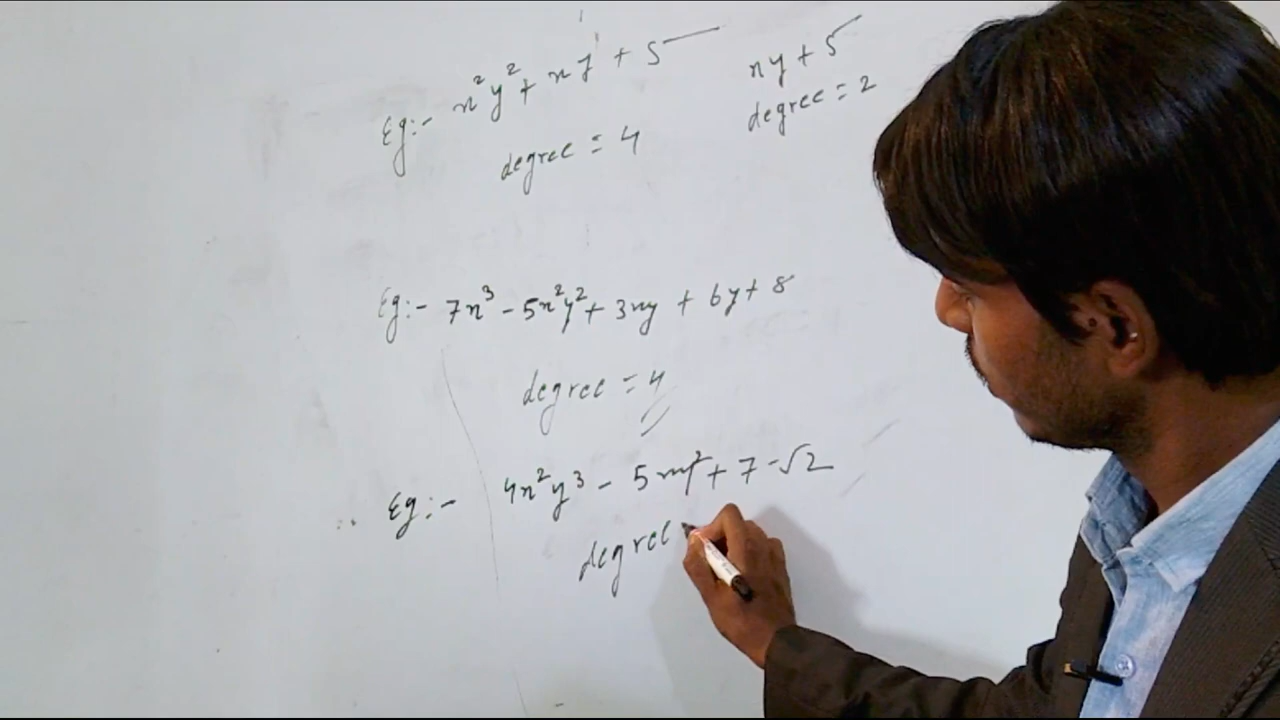 Eg:- x²y² + xy + 5
degree = 4
xy + 5
degree = 2
Eg:- 7x³ - 5x²y² + 3xy + 6y + 8
degree = 4
Eg:- 4x²y³ - 5xy² + 7 - √2
degree